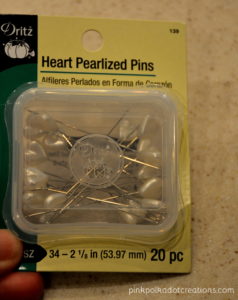 Dritz
139
Heart Pearlized Pins
Alfileres Perlados en Forma de Corazón
34 – 2 1/8 in (53.97 mm) 20 pc
pinkpolkadotcreations.com